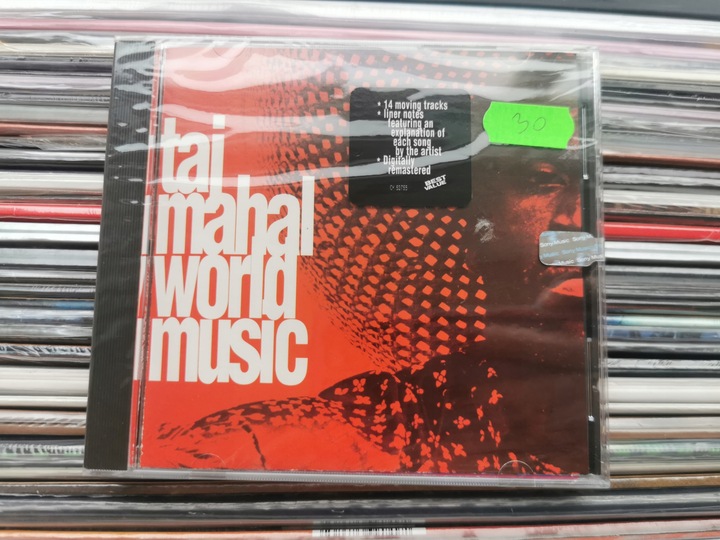 taj
mahal
world
music
• 14 moving tracks
• liner notes
featuring an
explanation of
each song
by the artist
• Digitally
remastered
BEST
VALUE
30